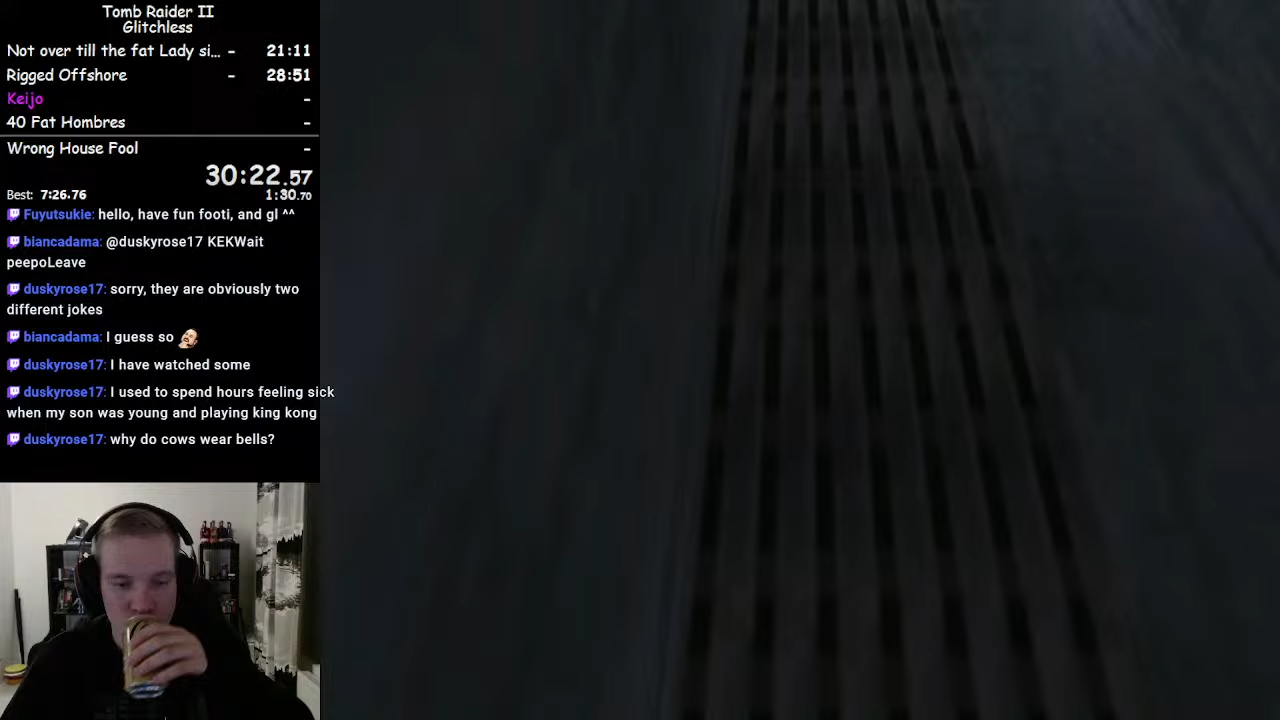 Tomb Raider II
Glitchless
Not over till the fat Lady si... - 21:11
Rigged Offshore - 28:51
Keijo -
40 Fat Hombres -
Wrong House Fool -
30:22.57
Best: 7:26.76 1:30.70
Fuyutsukie: hello, have fun footi, and gl ^^
biancadama: @duskyrose17 KEKWait
peepoLeave
duskyrose17: sorry, they are obviously two
different jokes
biancadama: I guess so
duskyrose17: I have watched some
duskyrose17: I used to spend hours feeling sick
when my son was young and playing king kong
duskyrose17: why do cows wear bells?